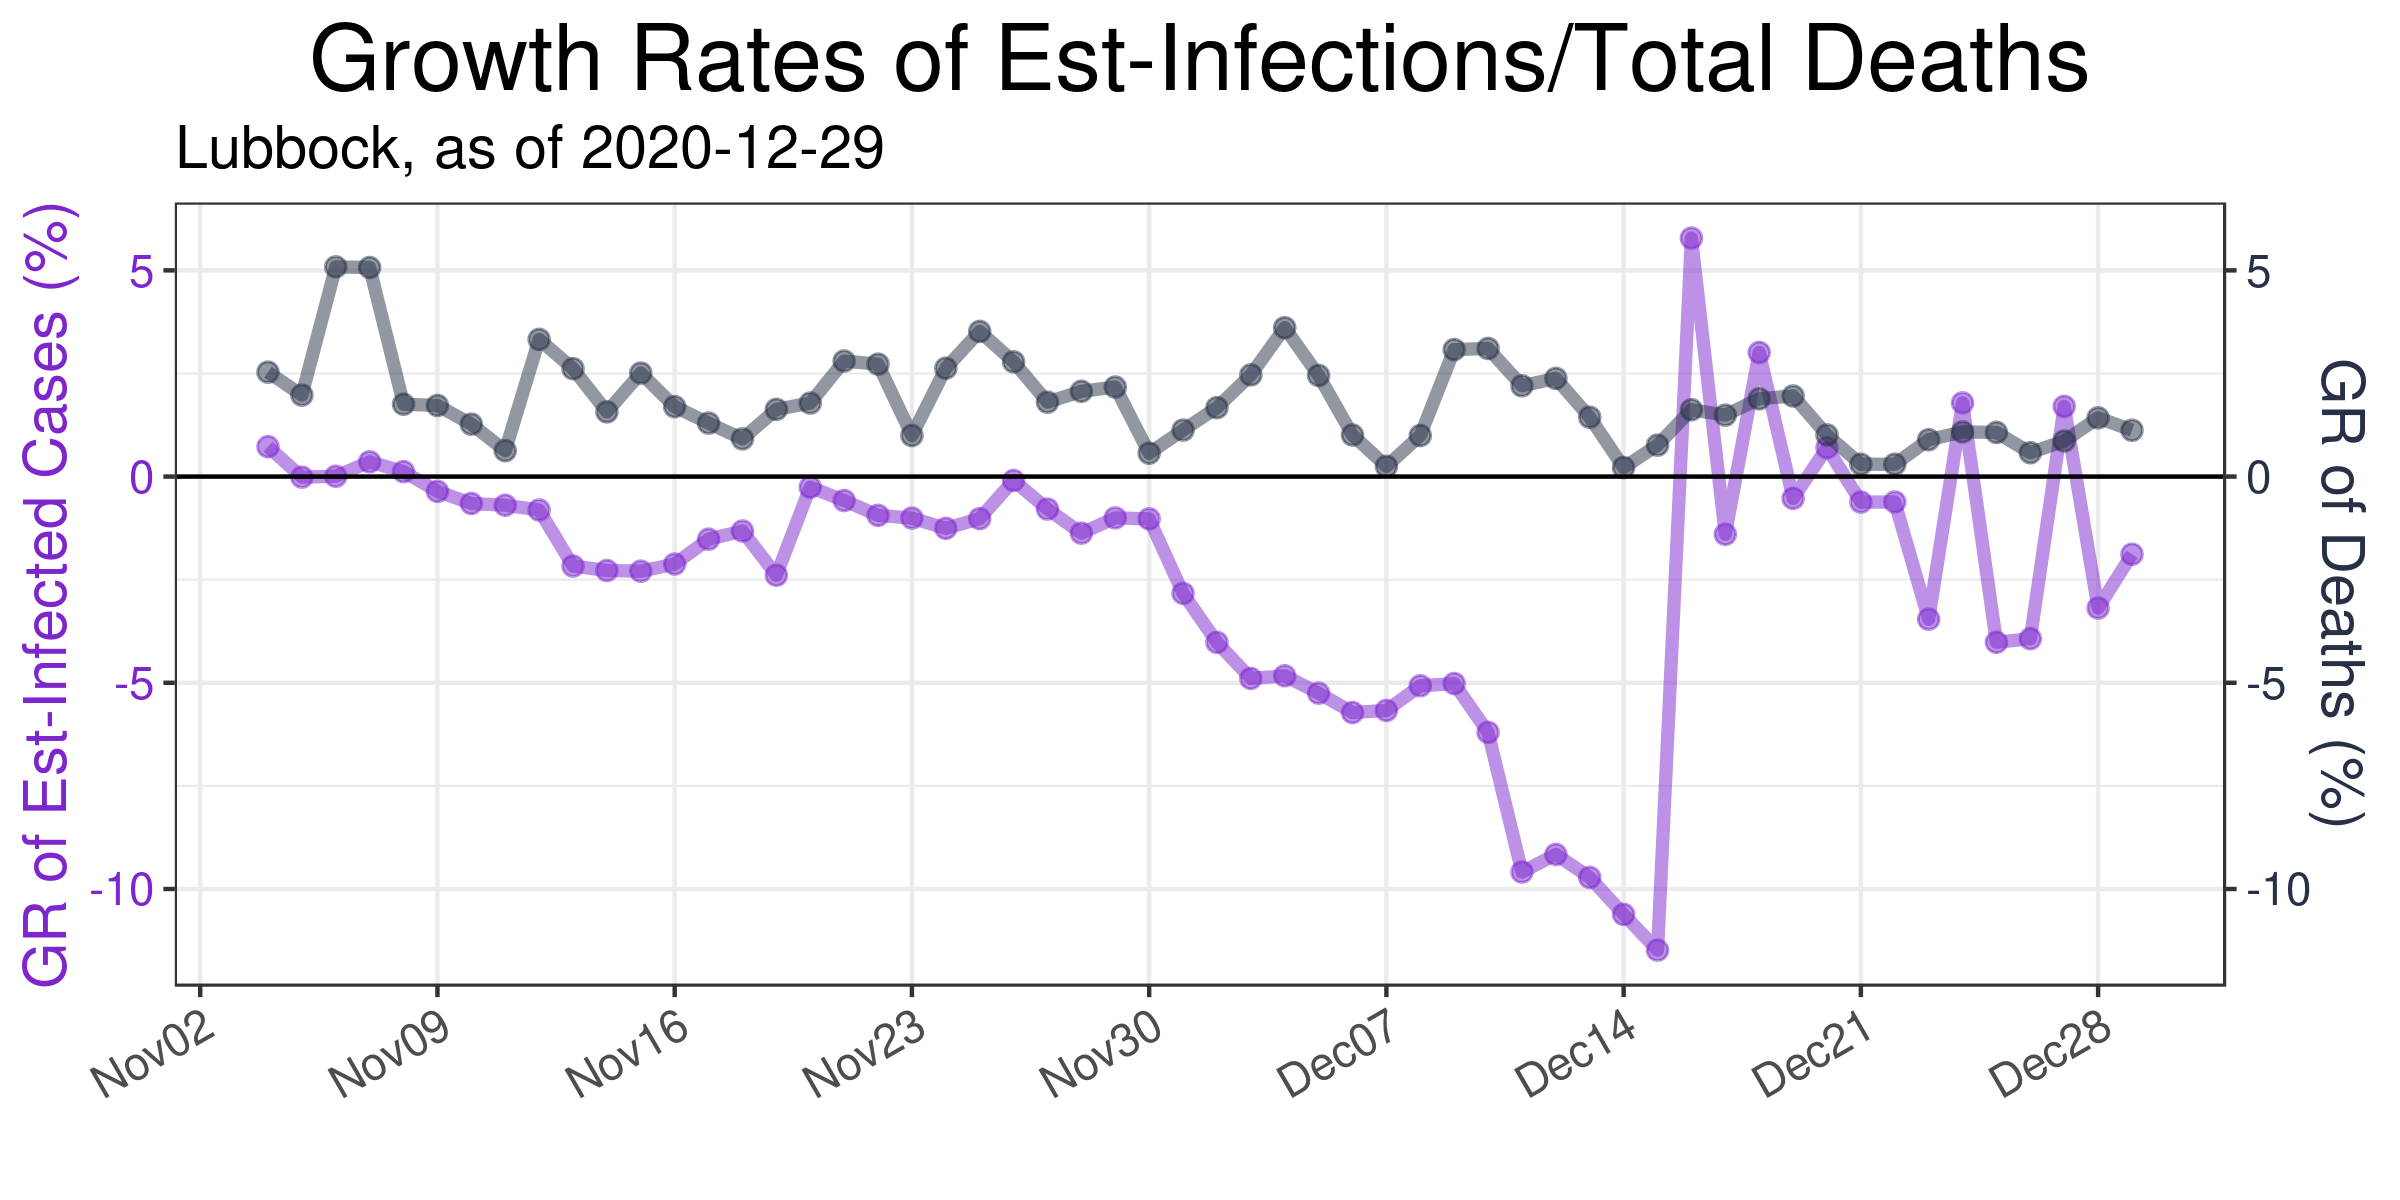 Growth Rates of Est-Infections/Total Deaths
Lubbock, as of 2020-12-29
GR of Est-Infected Cases (%)
5
0
-5
-10
5
0
-5
-10
GR of Deaths (%)
Nov02
Nov09
Nov16
Nov23
Nov30
Dec07
Dec14
Dec21
Dec28